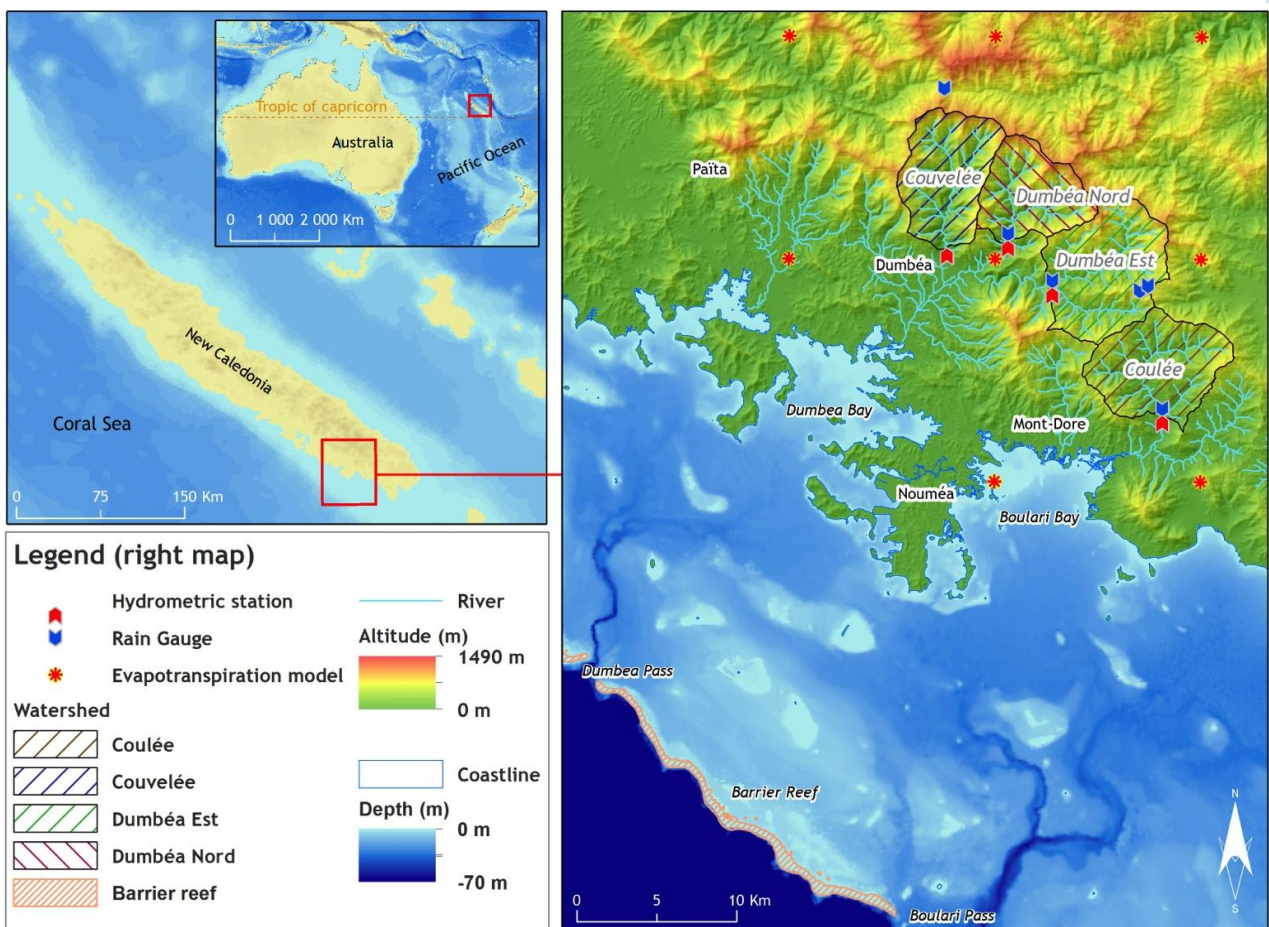 Tropic of capricorn
Australia
Pacific Ocean
0 1 000 2 000 Km
New Caledonia
Coral Sea
0 75 150 Km
Legend (right map)
Hydrometric station
Rain Gauge
Evapotranspiration model
Watershed
Coulée
Couvelée
Dumbéa Est
Dumbéa Nord
Barrier reef
River
Altitude (m)
1490 m
0 m
Coastline
Depth (m)
0 m
-70 m
Païta
Couvelée
Dumbéa Nord
Dumbéa
Dumbéa Est
Coulée
Dumbea Bay
Mont-Dore
Nouméa
Boulari Bay
Dumbea Pass
Barrier Reef
N
S
0 5 10 Km
Boulari Pass